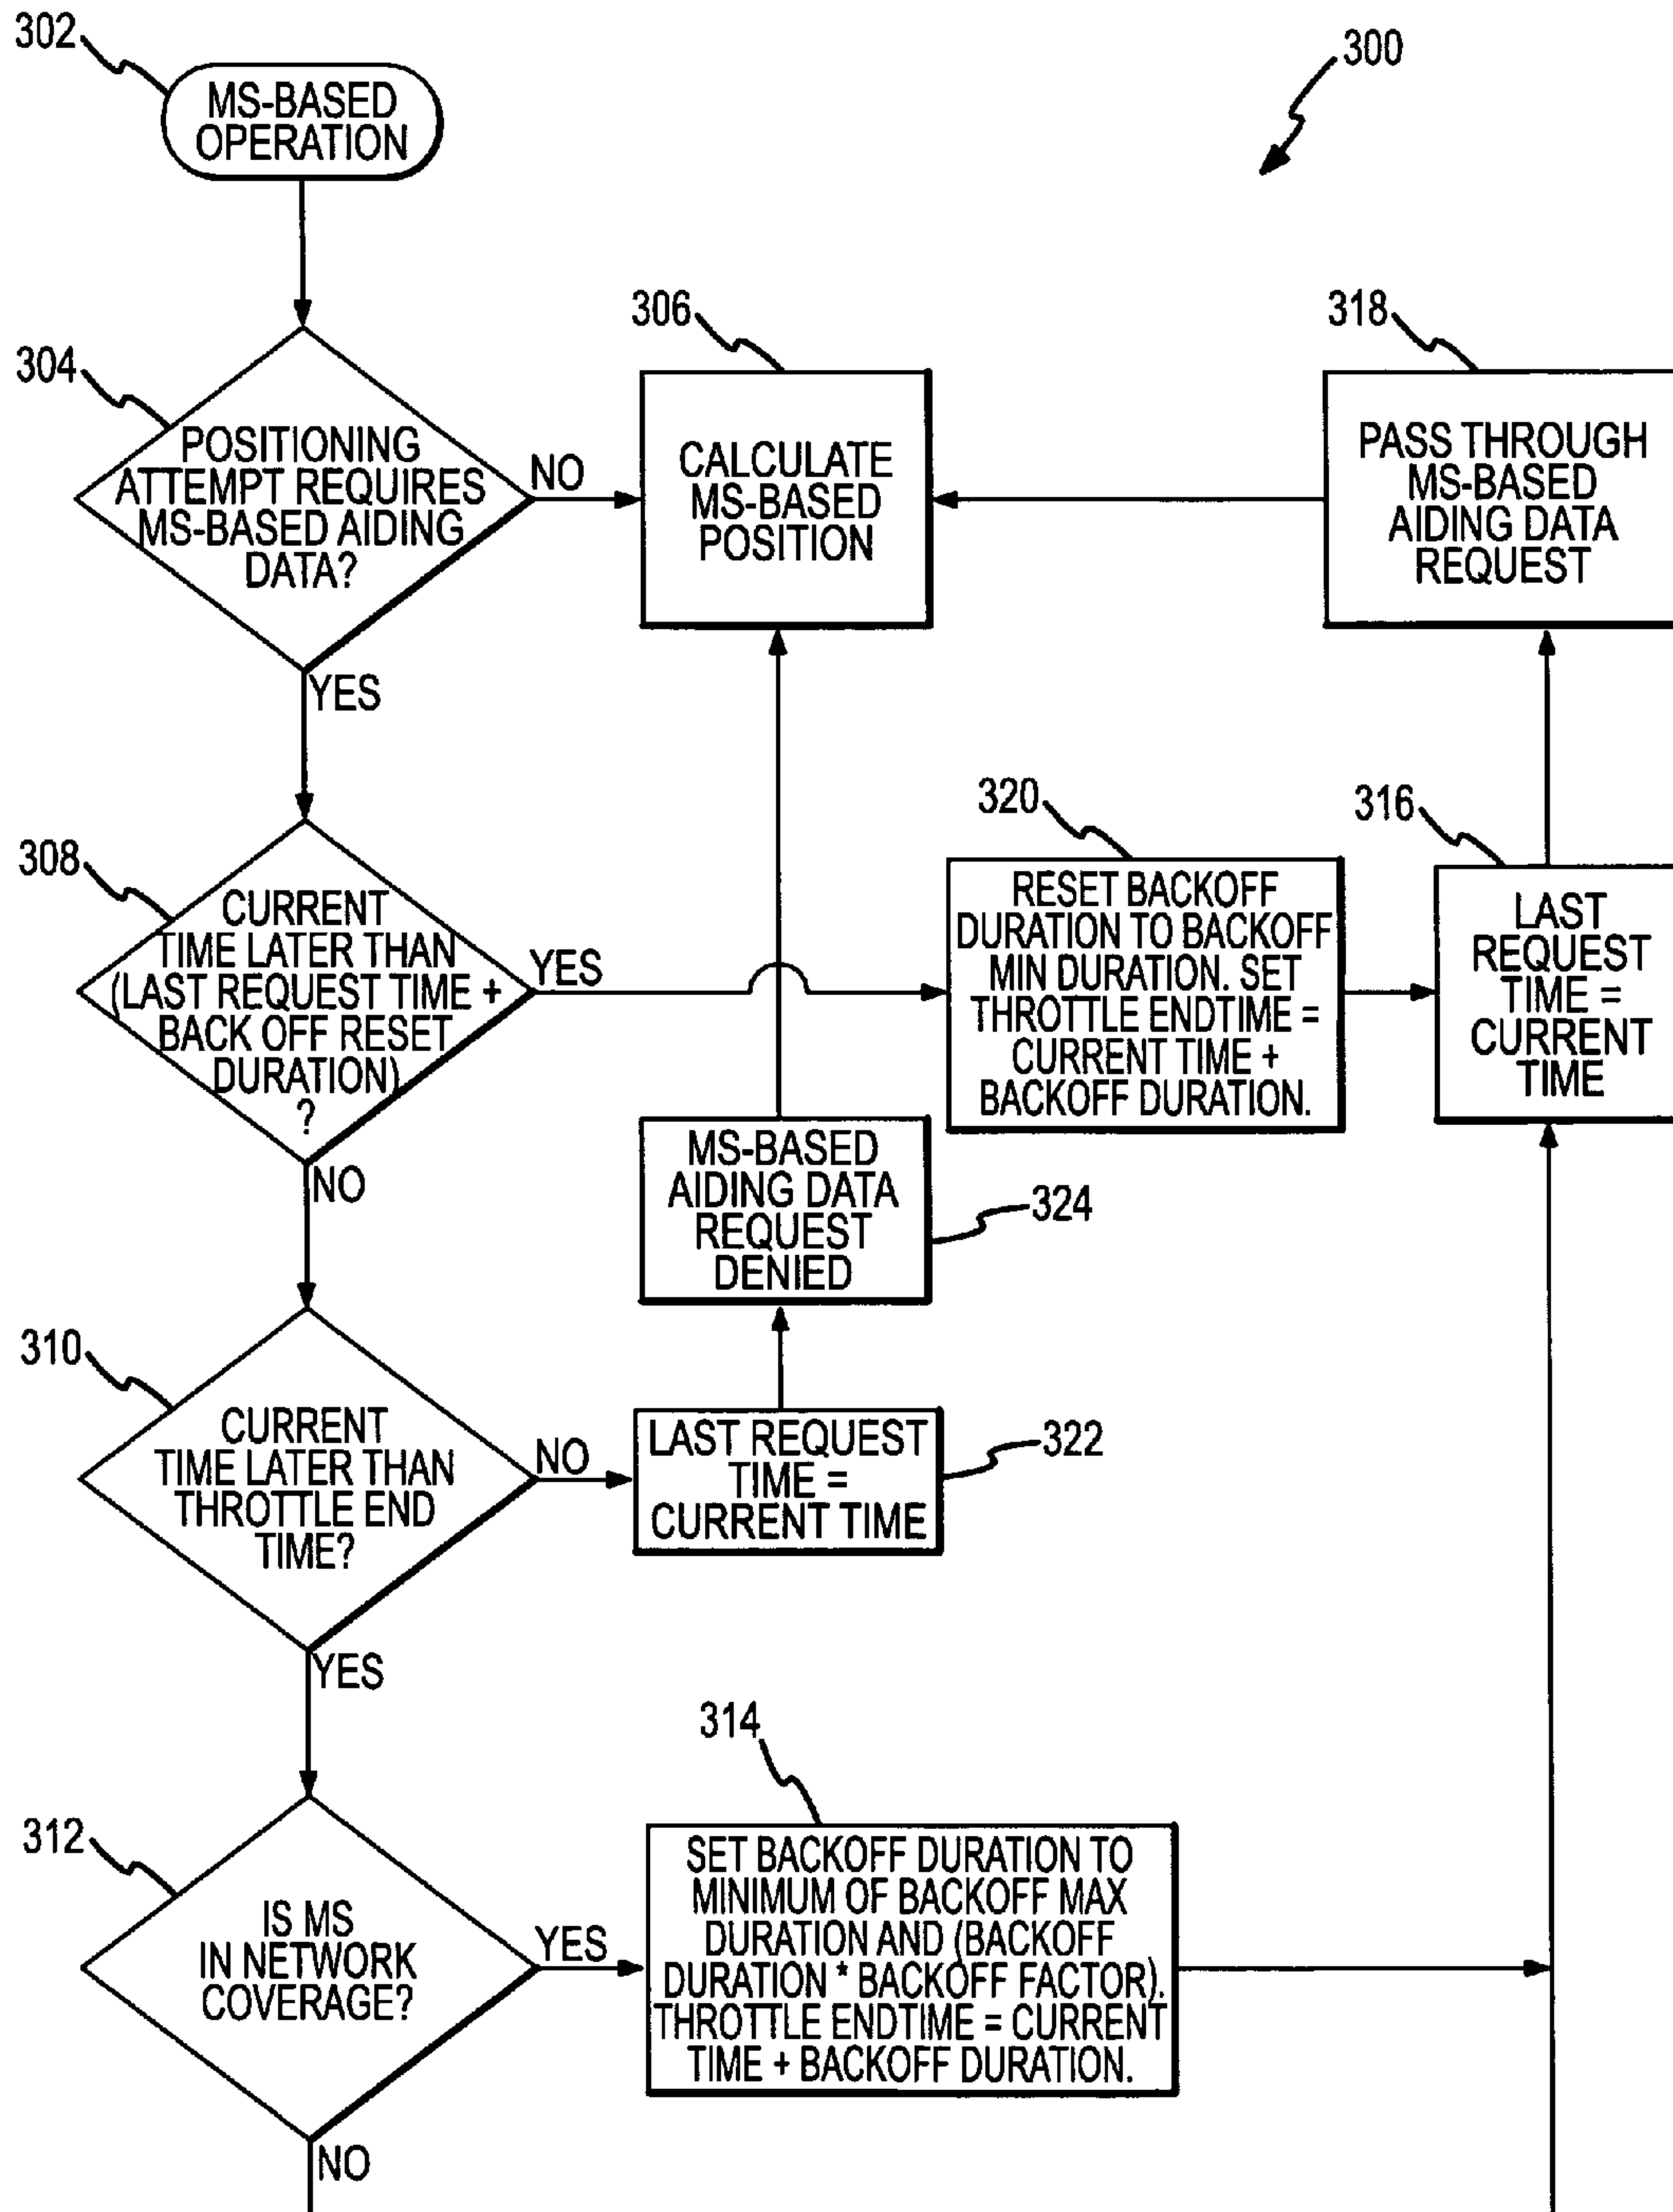 302
MS-BASED
OPERATION
300
304
POSITIONING
ATTEMPT REQUIRES
MS-BASED AIDING
DATA?
NO
YES
306
CALCULATE
MS-BASED
POSITION
318
PASS THROUGH
MS-BASED
AIDING DATA
REQUEST
308
CURRENT
TIME LATER THAN
(LAST REQUEST TIME +
BACK OFF RESET
DURATION)
?
YES
NO
320
RESET BACKOFF
DURATION TO BACKOFF
MIN DURATION. SET
THROTTLE ENDTIME =
CURRENT TIME +
BACKOFF DURATION.
316
LAST
REQUEST
TIME =
CURRENT
TIME
MS-BASED
AIDING DATA
REQUEST
DENIED
324
310
CURRENT
TIME LATER THAN
THROTTLE END
TIME?
NO
YES
LAST REQUEST
TIME =
CURRENT TIME
322
312
IS MS
IN NETWORK
COVERAGE?
YES
NO
314
SET BACKOFF DURATION TO
MINIMUM OF BACKOFF MAX
DURATION AND (BACKOFF
DURATION * BACKOFF FACTOR).
THROTTLE ENDTIME = CURRENT
TIME + BACKOFF DURATION.